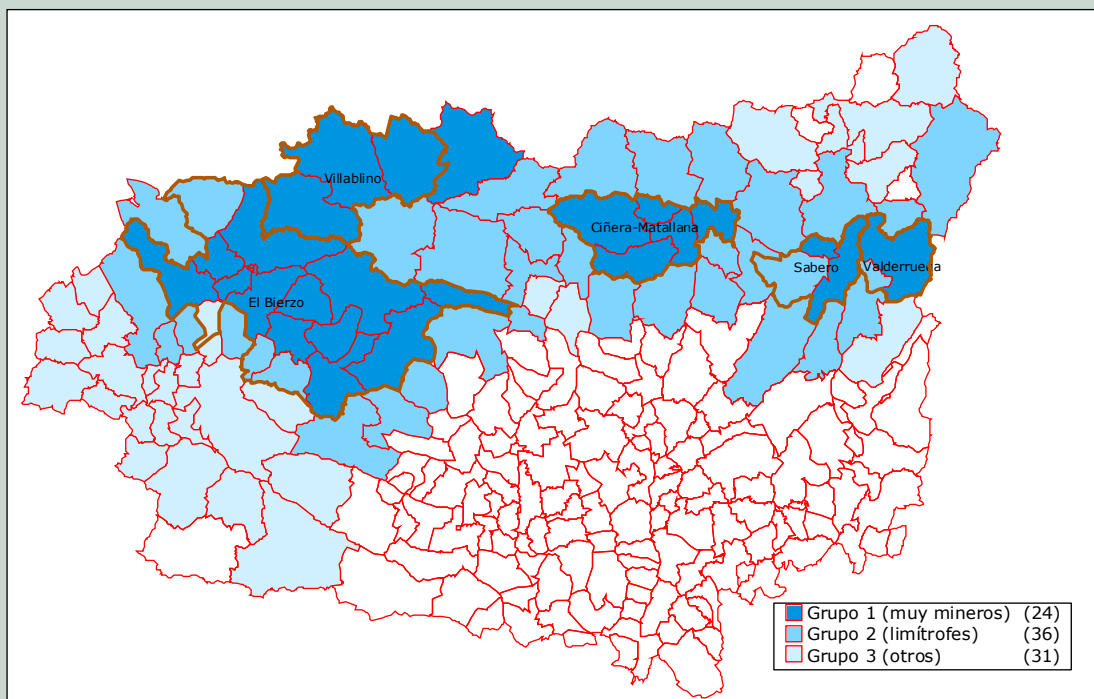 Villablino
Ciñera-Matallana
Sabero
Valderrueda
El Bierzo
Grupo 1 (muy mineros) (24)
Grupo 2 (limítrofes) (36)
Grupo 3 (otros) (31)